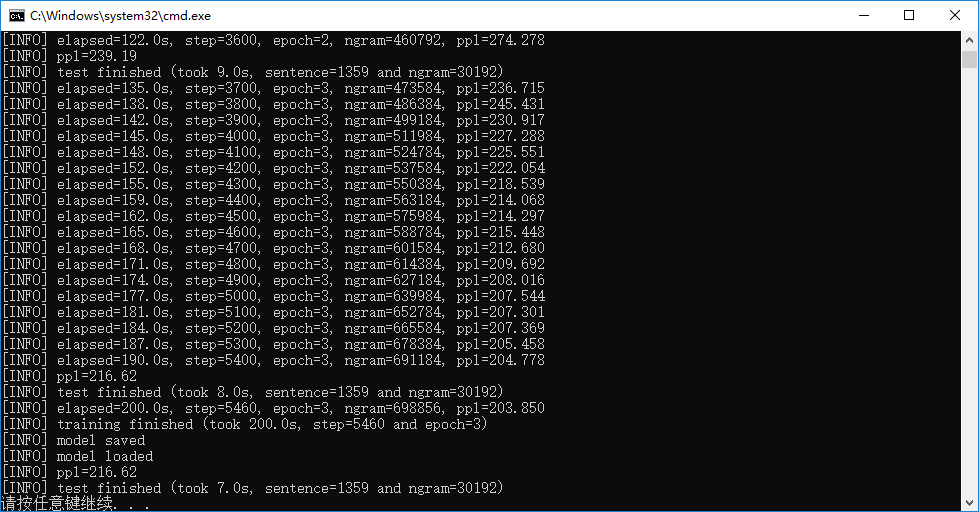 C:\Windows\system32\cmd.exe
[INFO] elapsed=122.0s, step=3600, epoch=2, ngram=460792, ppl=274.278
[INFO] ppl=239.19
[INFO] test finished (took 9.0s, sentence=1359 and ngram=30192)
[INFO] elapsed=135.0s, step=3700, epoch=3, ngram=473584, ppl=236.715
[INFO] elapsed=138.0s, step=3800, epoch=3, ngram=486384, ppl=245.431
[INFO] elapsed=142.0s, step=3900, epoch=3, ngram=499184, ppl=230.917
[INFO] elapsed=145.0s, step=4000, epoch=3, ngram=511984, ppl=227.288
[INFO] elapsed=148.0s, step=4100, epoch=3, ngram=524784, ppl=225.551
[INFO] elapsed=152.0s, step=4200, epoch=3, ngram=537584, ppl=222.054
[INFO] elapsed=155.0s, step=4300, epoch=3, ngram=550384, ppl=218.539
[INFO] elapsed=159.0s, step=4400, epoch=3, ngram=563184, ppl=214.068
[INFO] elapsed=162.0s, step=4500, epoch=3, ngram=575984, ppl=214.297
[INFO] elapsed=165.0s, step=4600, epoch=3, ngram=588784, ppl=215.448
[INFO] elapsed=168.0s, step=4700, epoch=3, ngram=601584, ppl=212.680
[INFO] elapsed=171.0s, step=4800, epoch=3, ngram=614384, ppl=209.692
[INFO] elapsed=174.0s, step=4900, epoch=3, ngram=627184, ppl=208.016
[INFO] elapsed=177.0s, step=5000, epoch=3, ngram=639984, ppl=207.544
[INFO] elapsed=181.0s, step=5100, epoch=3, ngram=652784, ppl=207.301
[INFO] elapsed=184.0s, step=5200, epoch=3, ngram=665584, ppl=207.369
[INFO] elapsed=187.0s, step=5300, epoch=3, ngram=678384, ppl=205.458
[INFO] elapsed=190.0s, step=5400, epoch=3, ngram=691184, ppl=204.778
[INFO] ppl=216.62
[INFO] test finished (took 8.0s, sentence=1359 and ngram=30192)
[INFO] elapsed=200.0s, step=5460, epoch=3, ngram=698856, ppl=203.850
[INFO] training finished (took 200.0s, step=5460 and epoch=3)
[INFO] model saved
[INFO] model loaded
[INFO] ppl=216.62
[INFO] test finished (took 7.0s, sentence=1359 and ngram=30192)
请按任意键继续. . .